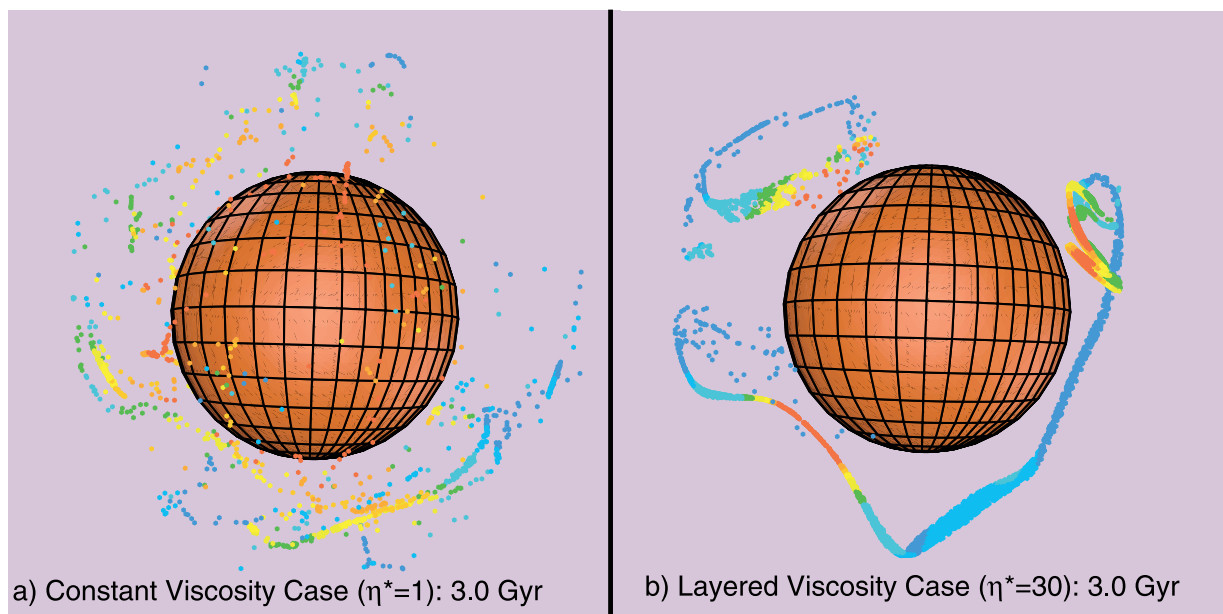 a) Constant Viscosity Case (η*=1): 3.0 Gyr
b) Layered Viscosity Case (η*=30): 3.0 Gyr